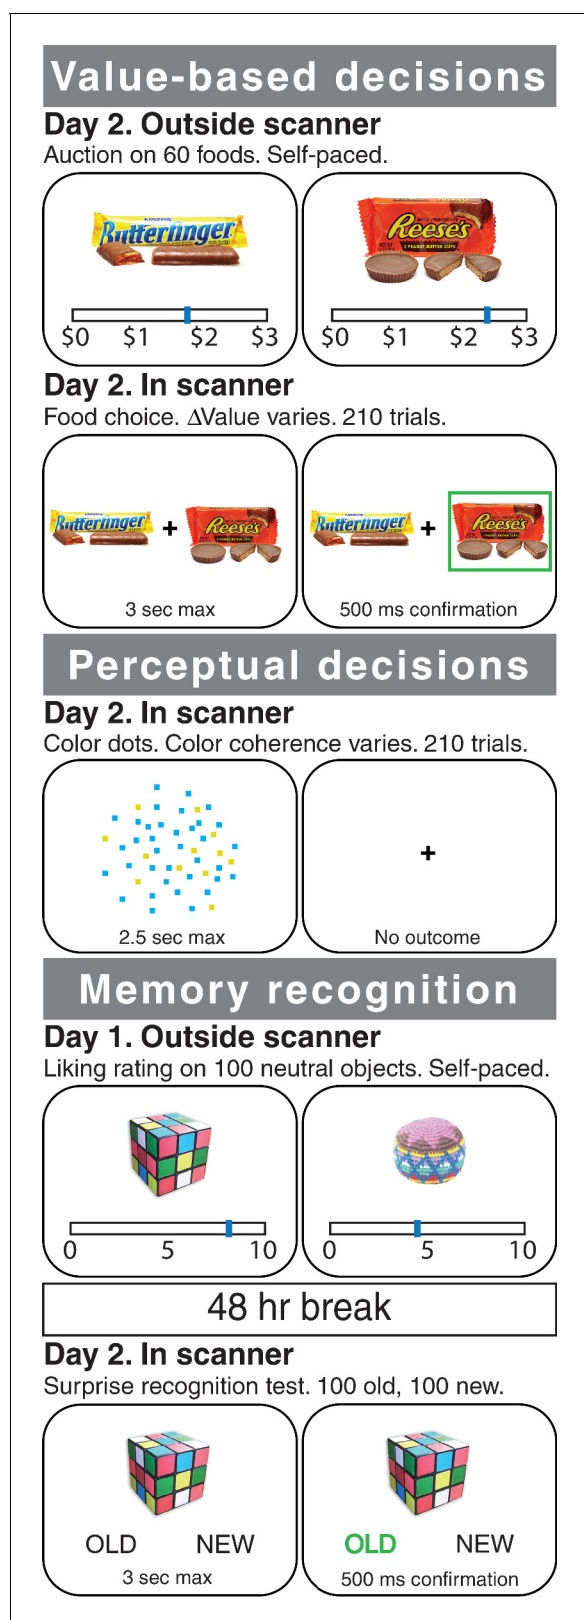 Value-based decisions
Day 2. Outside scanner
Auction on 60 foods. Self-paced.
Butterfinger
Reese's
2 PEANUT BUTTER CUPS
$0 $1 $2 $3
$0 $1 $2 $3
Day 2. In scanner
Food choice. ΔValue varies. 210 trials.
Butterfinger + Reese's
Butterfinger + Reese's
3 sec max
500 ms confirmation
Perceptual decisions
Day 2. In scanner
Color dots. Color coherence varies. 210 trials.
+
2.5 sec max
No outcome
Memory recognition
Day 1. Outside scanner
Liking rating on 100 neutral objects. Self-paced.
0 5 10
0 5 10
48 hr break
Day 2. In scanner
Surprise recognition test. 100 old, 100 new.
OLD NEW
OLD NEW
3 sec max
500 ms confirmation